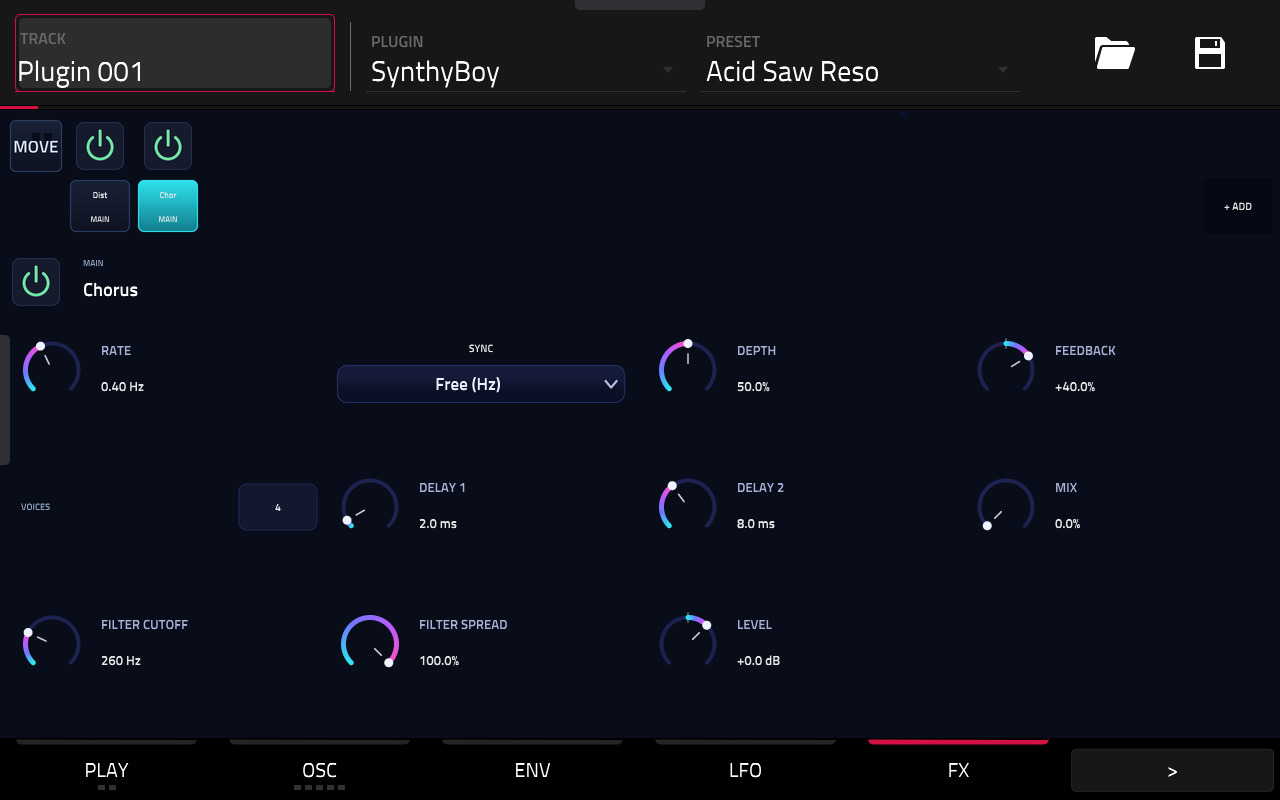 TRACK
Plugin 001
PLUGIN
SynthyBoy
PRESET
Acid Saw Reso
MOVE
Dist
MAIN
Chor
MAIN
+ ADD
MAIN
Chorus
RATE
0.40 Hz
SYNC
Free (Hz)
DEPTH
50.0%
FEEDBACK
+40.0%
VOICES
4
DELAY 1
2.0 ms
DELAY 2
8.0 ms
MIX
0.0%
FILTER CUTOFF
260 Hz
FILTER SPREAD
100.0%
LEVEL
+0.0 dB
PLAY
OSC
ENV
LFO
FX
>